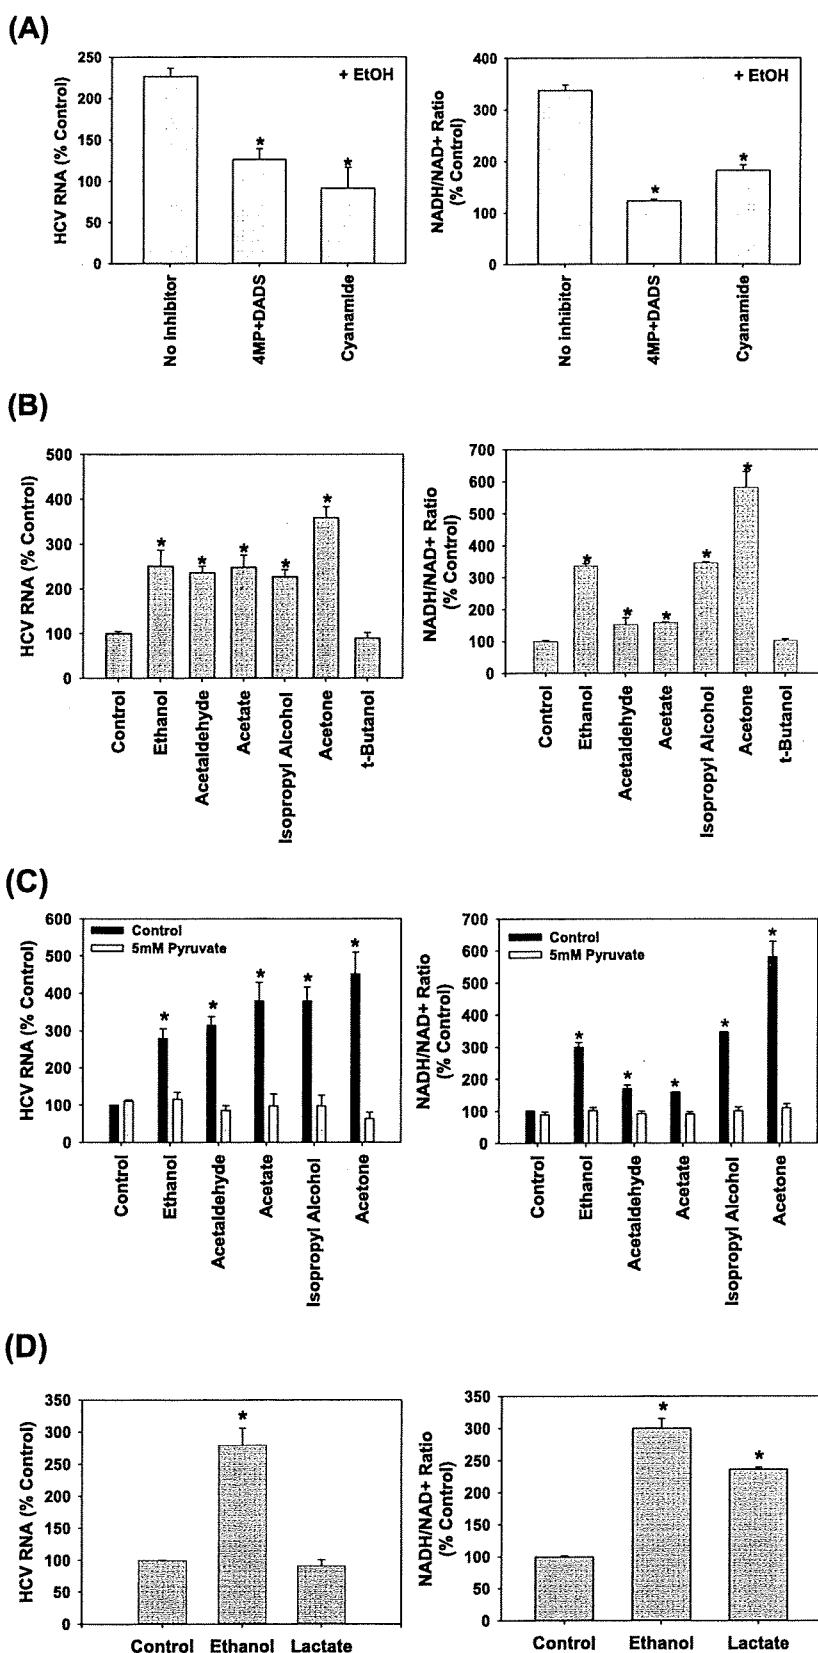 (A)
HCV RNA (% Control)
250
200
150
100
50
0
+ EtOH
*
*
No inhibitor
4MP+DADS
Cyanamide
NADH/NAD+ Ratio
(% Control)
400
300
200
100
0
+ EtOH
*
*
No inhibitor
4MP+DADS
Cyanamide
(B)
HCV RNA (% Control)
500
400
300
200
100
0
*
*
*
*
*
Control
Ethanol
Acetaldehyde
Acetate
Isopropyl Alcohol
Acetone
t-Butanol
NADH/NAD+ Ratio
(% Control)
700
600
500
400
300
200
100
0
*
*
*
*
*
Control
Ethanol
Acetaldehyde
Acetate
Isopropyl Alcohol
Acetone
t-Butanol
(C)
HCV RNA (% Control)
600
500
400
300
200
100
0
Control
5mM Pyruvate
*
*
*
*
*
Control
Ethanol
Acetaldehyde
Acetate
Isopropyl Alcohol
Acetone
NADH/NAD+ Ratio
(% Control)
700
600
500
400
300
200
100
0
Control
5mM Pyruvate
*
*
*
*
*
Control
Ethanol
Acetaldehyde
Acetate
Isopropyl Alcohol
Acetone
(D)
HCV RNA (% Control)
350
300
250
200
150
100
50
0
*
Control Ethanol Lactate
NADH/NAD+ Ratio
(% Control)
350
300
250
200
150
100
50
0
*
*
Control Ethanol Lactate